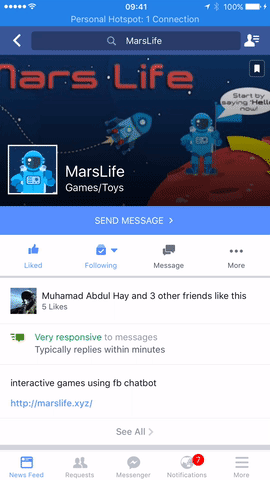 09:41
100%
Personal Hotspot: 1 Connection
MarsLife
Mars Life
Start by
saying 'Hello'
now!
MarsLife
Games/Toys
SEND MESSAGE
Liked
Following
Message
More
Muhamad Abdul Hay and 3 other friends like this
5 Likes
Very responsive to messages
Typically replies within minutes
interactive games using fb chatbot
http://marslife.xyz/
See All
7
News Feed
Requests
Messenger
Notifications
More